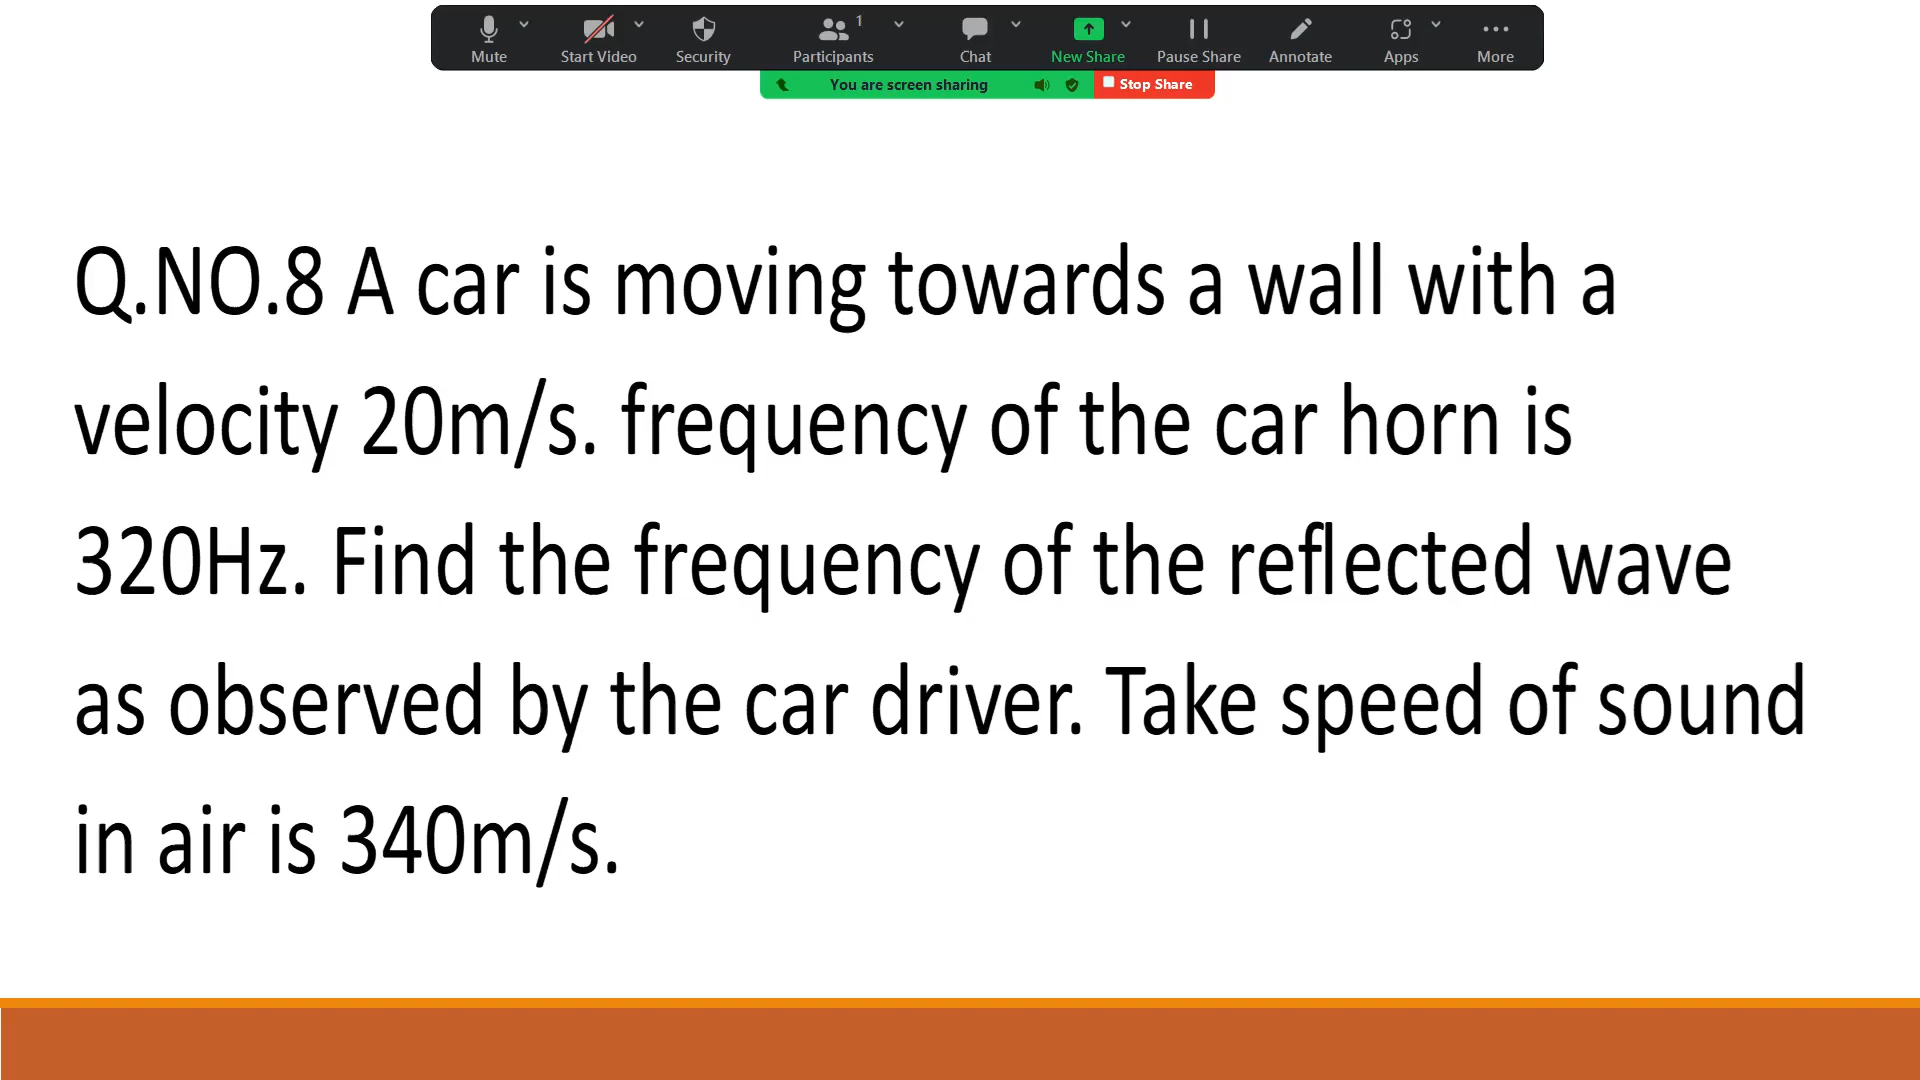 Mute
Start Video
Security
Participants
1
Chat
New Share
Pause Share
Annotate
Apps
More
You are screen sharing
Stop Share
Q.NO.8 A car is moving towards a wall with a
velocity 20m/s. frequency of the car horn is
320Hz. Find the frequency of the reflected wave
as observed by the car driver. Take speed of sound
in air is 340m/s.